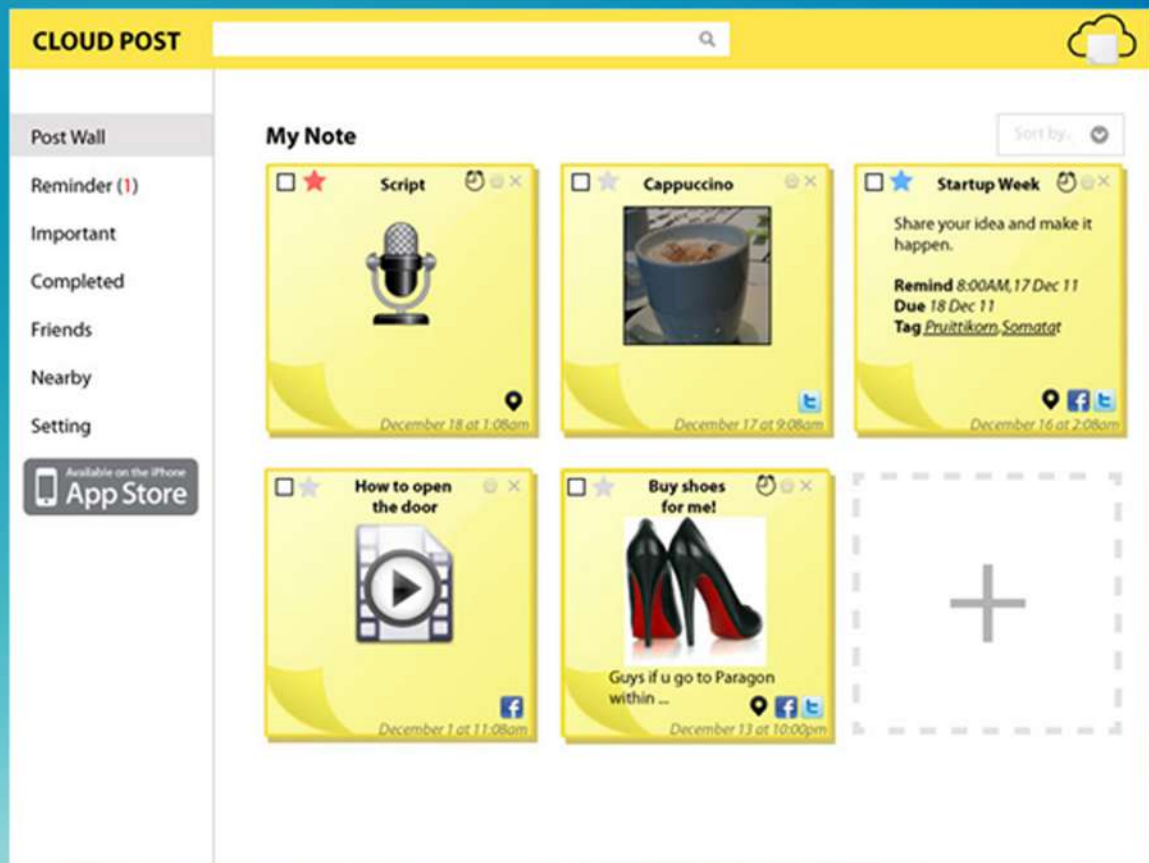 CLOUD POST
Post Wall
Reminder (1)
Important
Completed
Friends
Nearby
Setting
Available on the iPhone
App Store
My Note
Sort by..
Script
December 18 at 1:08am
Cappuccino
December 17 at 9:08am
Startup Week
Share your idea and make it
happen.
Remind 8:00AM,17 Dec 11
Due 18 Dec 11
Tag Pruittikorn,Somatat
December 16 at 2:08am
How to open
the door
December 1 at 11:08am
Buy shoes
for me!
Guys if u go to Paragon
within ...
December 13 at 10:00pm